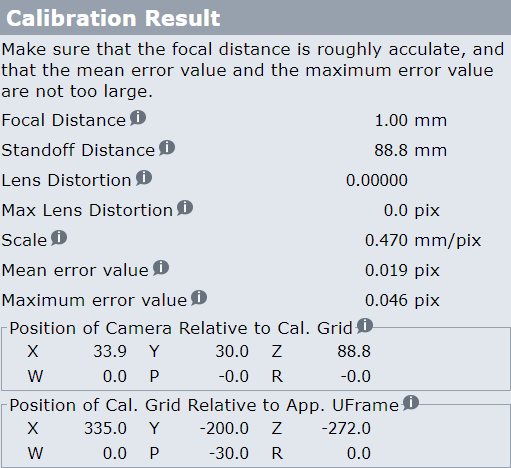 Calibration Result
Make sure that the focal distance is roughly acculate, and
that the mean error value and the maximum error value
are not too large.
Focal Distance 1.00 mm
Standoff Distance 88.8 mm
Lens Distortion 0.00000
Max Lens Distortion 0.0 pix
Scale 0.470 mm/pix
Mean error value 0.019 pix
Maximum error value 0.046 pix
Position of Camera Relative to Cal. Grid
X 33.9 Y 30.0 Z 88.8
W 0.0 P -0.0 R -0.0
Position of Cal. Grid Relative to App. UFrame
X 335.0 Y -200.0 Z -272.0
W 0.0 P -30.0 R 0.0